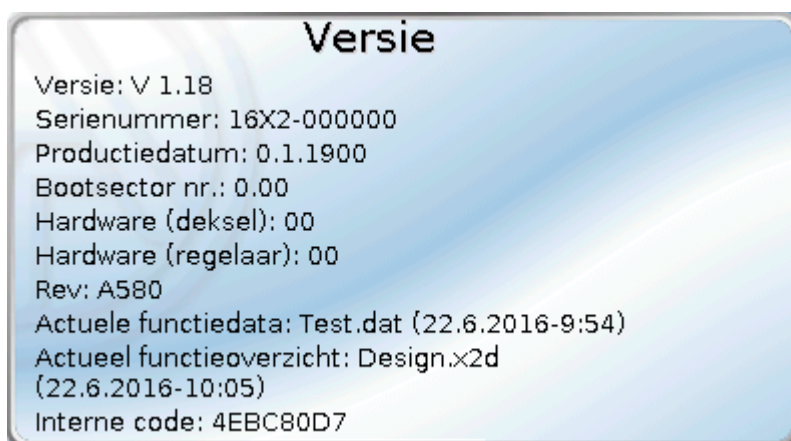 Versie
Versie: V 1.18
Serienummer: 16X2-000000
Productiedatum: 0.1.1900
Bootsector nr.: 0.00
Hardware (deksel): 00
Hardware (regelaar): 00
Rev: A580
Actuele functiedata: Test.dat (22.6.2016-9:54)
Actueel functieoverzicht: Design.x2d
(22.6.2016-10:05)
Interne code: 4EBC80D7